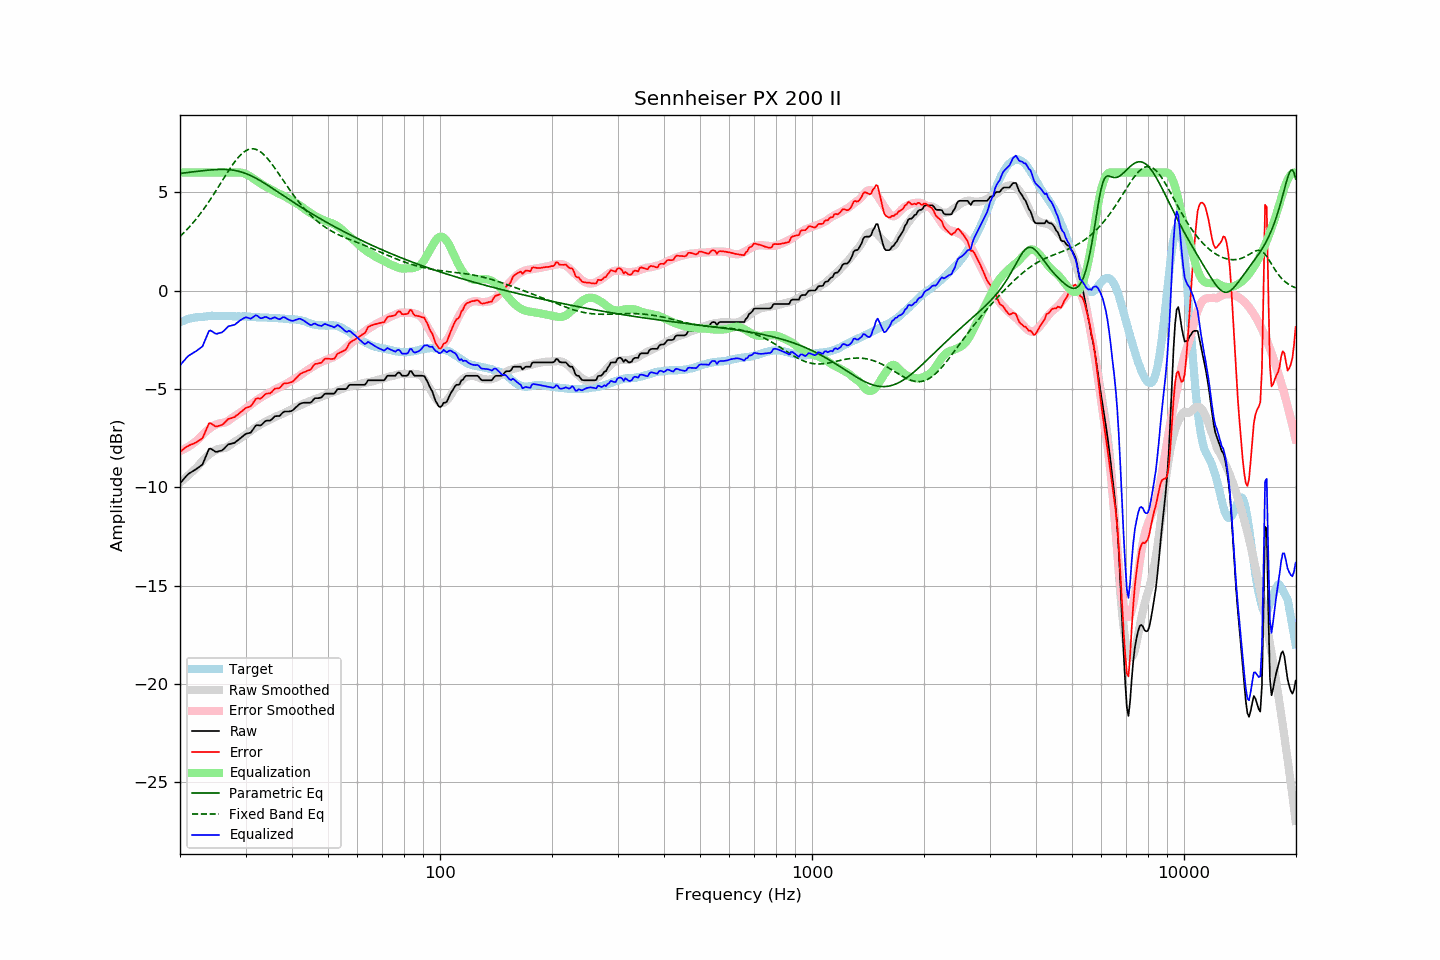 Sennheiser PX 200 II
Amplitude (dBr)
5
0
−5
−10
−15
−20
−25
Target
Raw Smoothed
Error Smoothed
Raw
Error
Equalization
Parametric Eq
Fixed Band Eq
Equalized
100
1000
10000
Frequency (Hz)